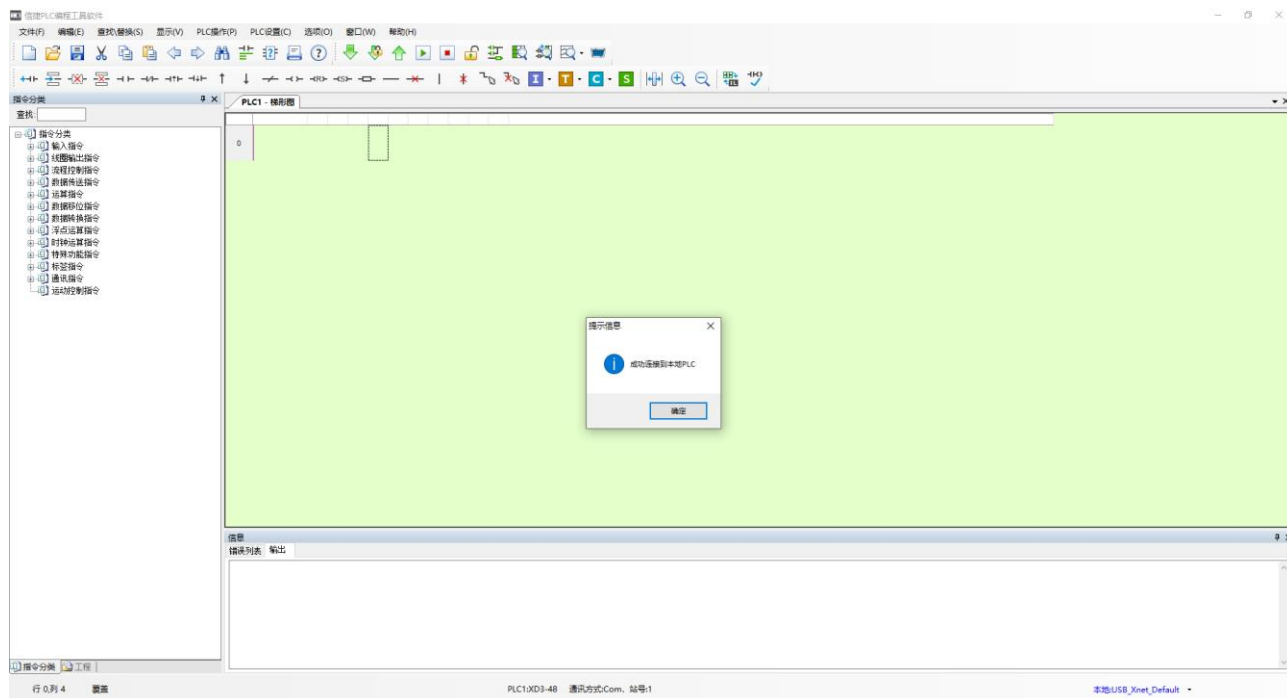 信捷PLC编程工具软件
文件(F) 编辑(E) 查找\替换(S) 显示(V) PLC操作(P) PLC设置(C) 选项(O) 窗口(W) 帮助(H)
I T C S
指令分类
PLC1 - 梯形图
查找:
指令分类
输入指令
线圈输出指令
流程控制指令
数据传送指令
运算指令
数据移位指令
数据转换指令
浮点运算指令
时钟运算指令
特殊功能指令
标签指令
通讯指令
运动控制指令
0
提示信息
成功连接到本地PLC
确定
信息
错误列表 输出
指令分类 工程
行 0,列 4 覆盖 PLC1:XD3-48 通讯方式:Com, 站号:1 本地:USB_Xnet_Default